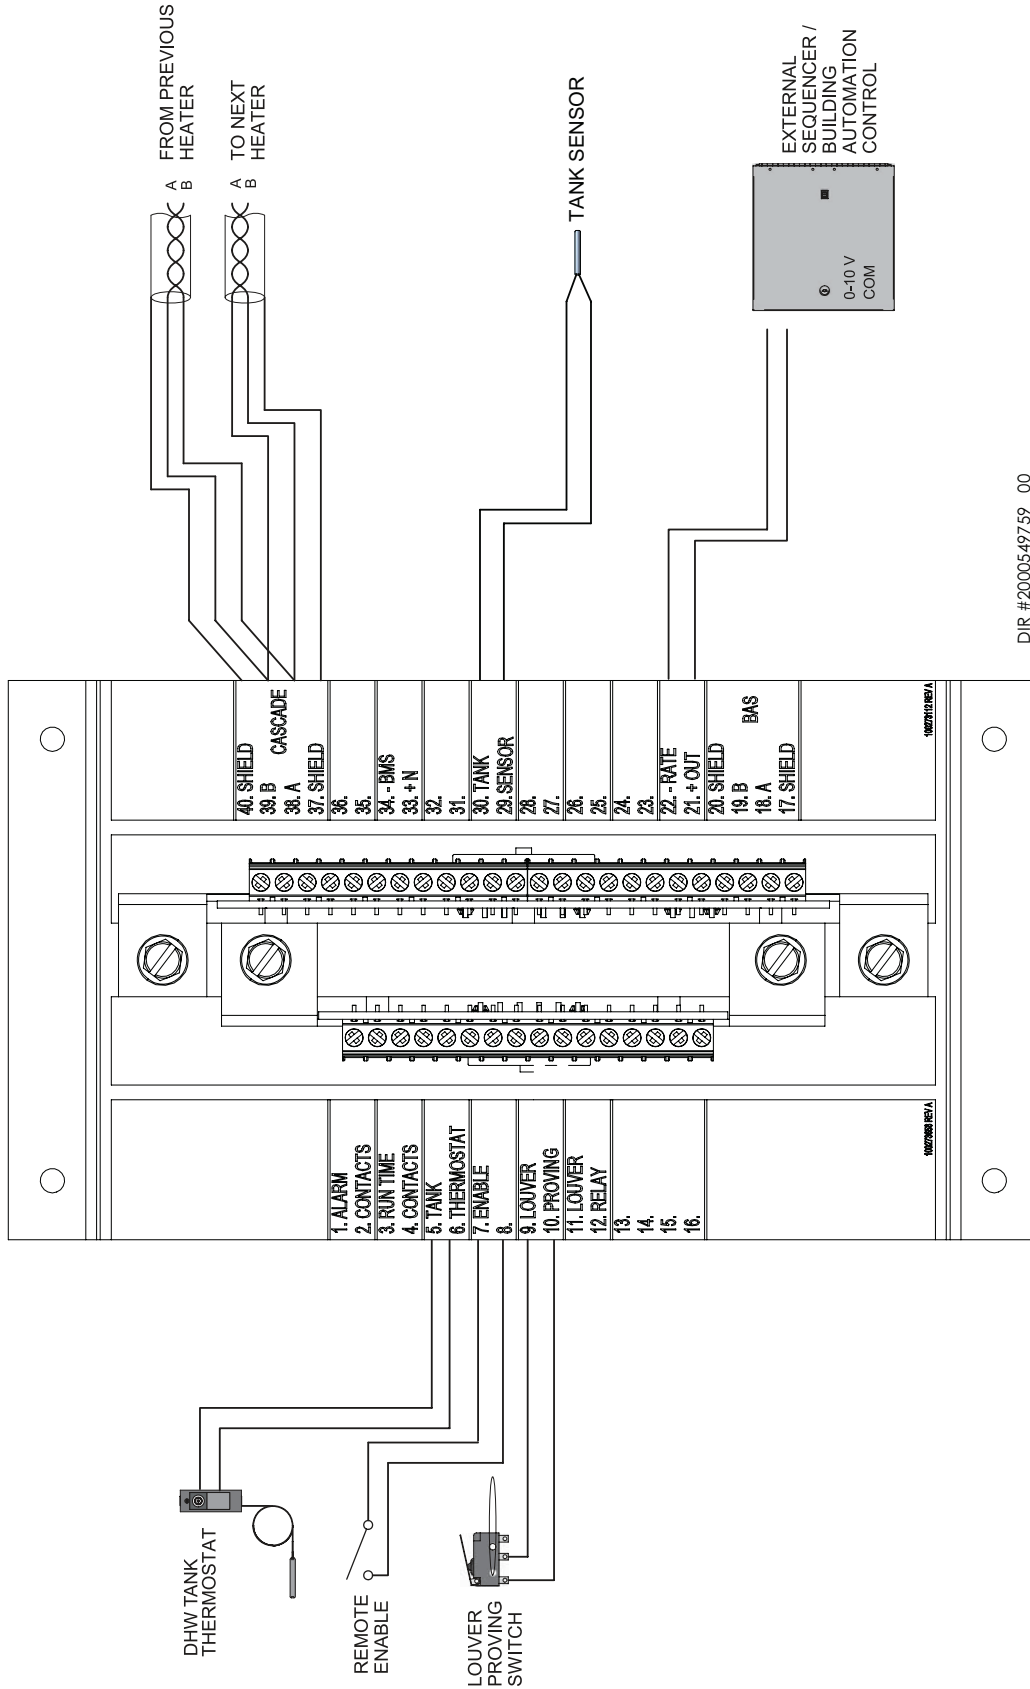 FROM PREVIOUS
HEATER
A
B
TO NEXT
HEATER
A
B
TANK SENSOR
EXTERNAL
SEQUENCER /
BUILDING
AUTOMATION
CONTROL
0-10 V
COM
40. SHIELD
39. B
38. A
37. SHIELD
CASCADE
36.
35.
34. - BMS
33. + N
32.
31.
30. TANK
29. SENSOR
28.
27.
26.
25.
24.
23.
22. - RATE
21. + OUT
20. SHIELD
19. B
18. A
17. SHIELD
BAS
100278112 REV A
1. ALARM
2. CONTACTS
3. RUN TIME
4. CONTACTS
5. TANK
6. THERMOSTAT
7. ENABLE
8.
9. LOUVER
10. PROVING
11. LOUVER
12. RELAY
13.
14.
15.
16.
DHW TANK
THERMOSTAT
REMOTE
ENABLE
LOUVER
PROVING
SWITCH
DIR #2000549759 00